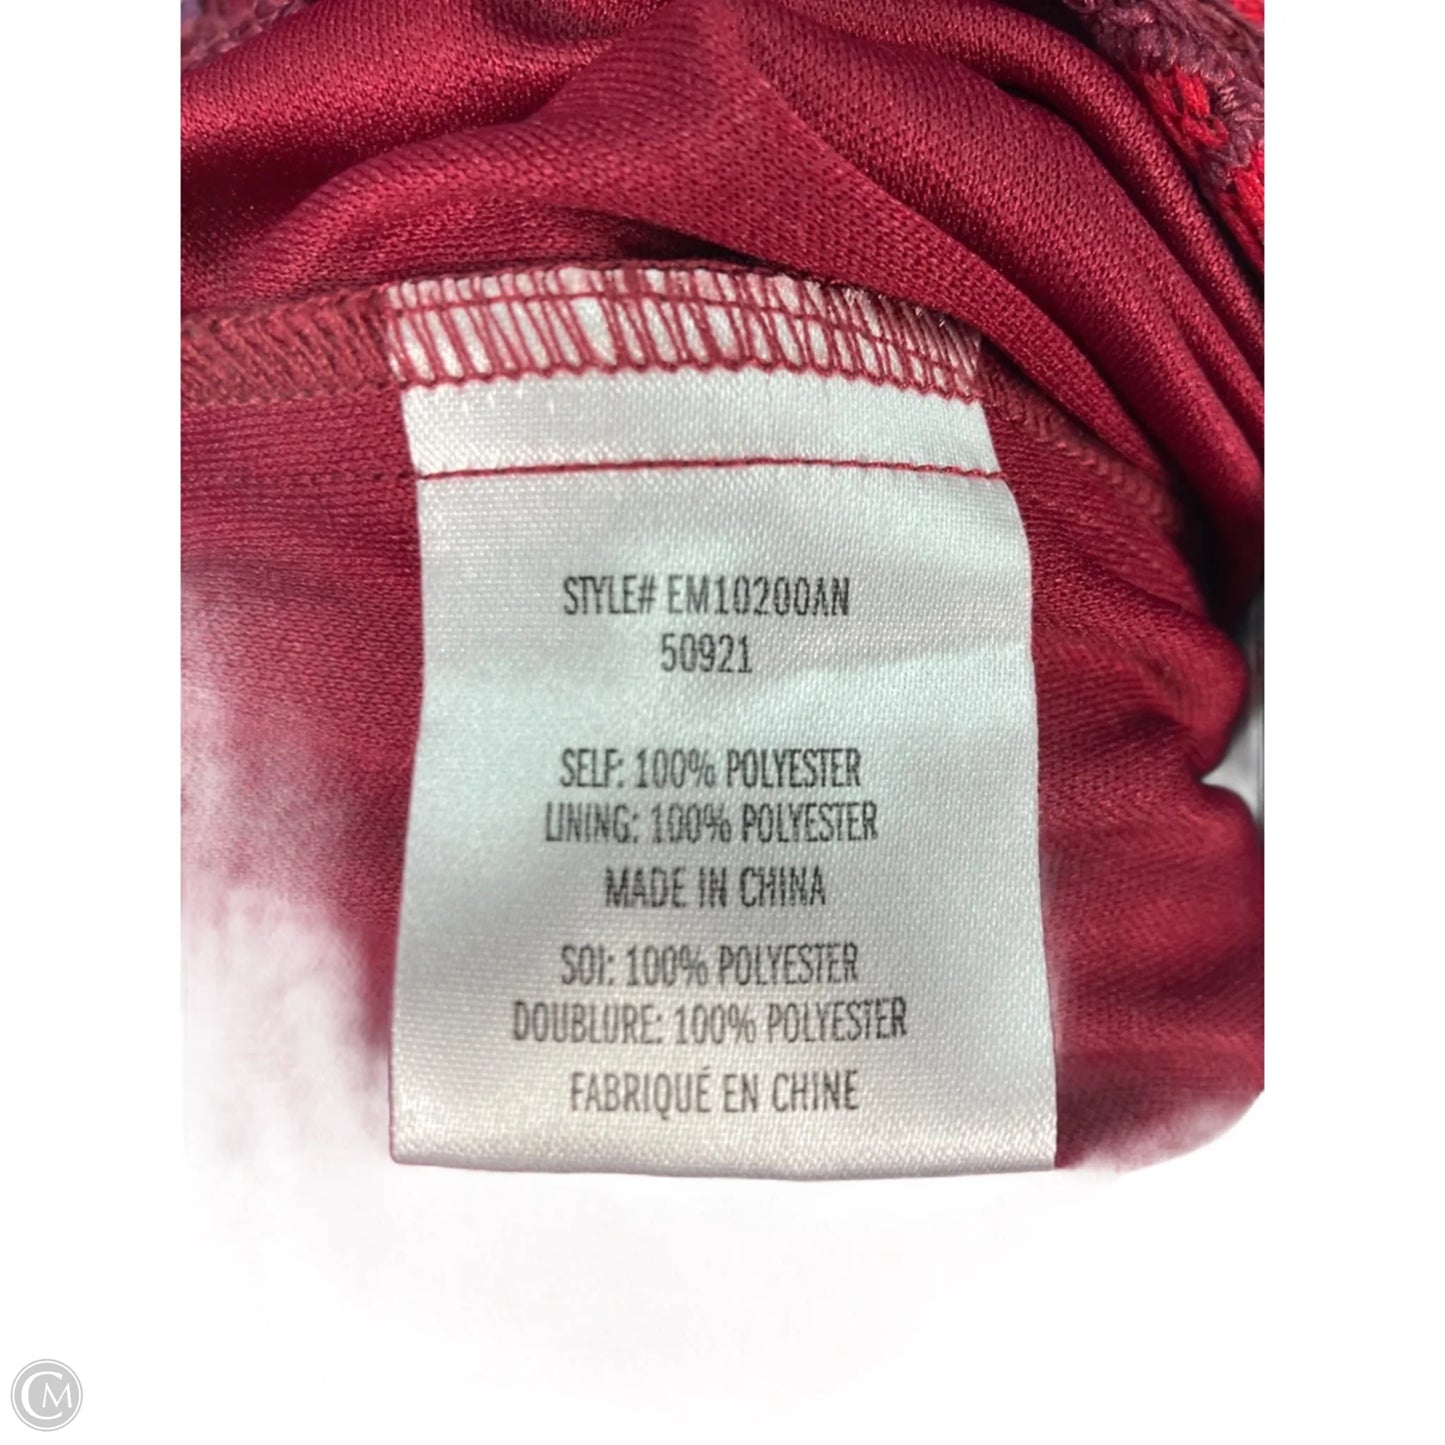 STYLE# EM10200AN
50921
SELF: 100% POLYESTER
LINING: 100% POLYESTER
MADE IN CHINA
SOI: 100% POLYESTER
DOUBLURE: 100% POLYESTER
FABRIQUÉ EN CHINE
CM